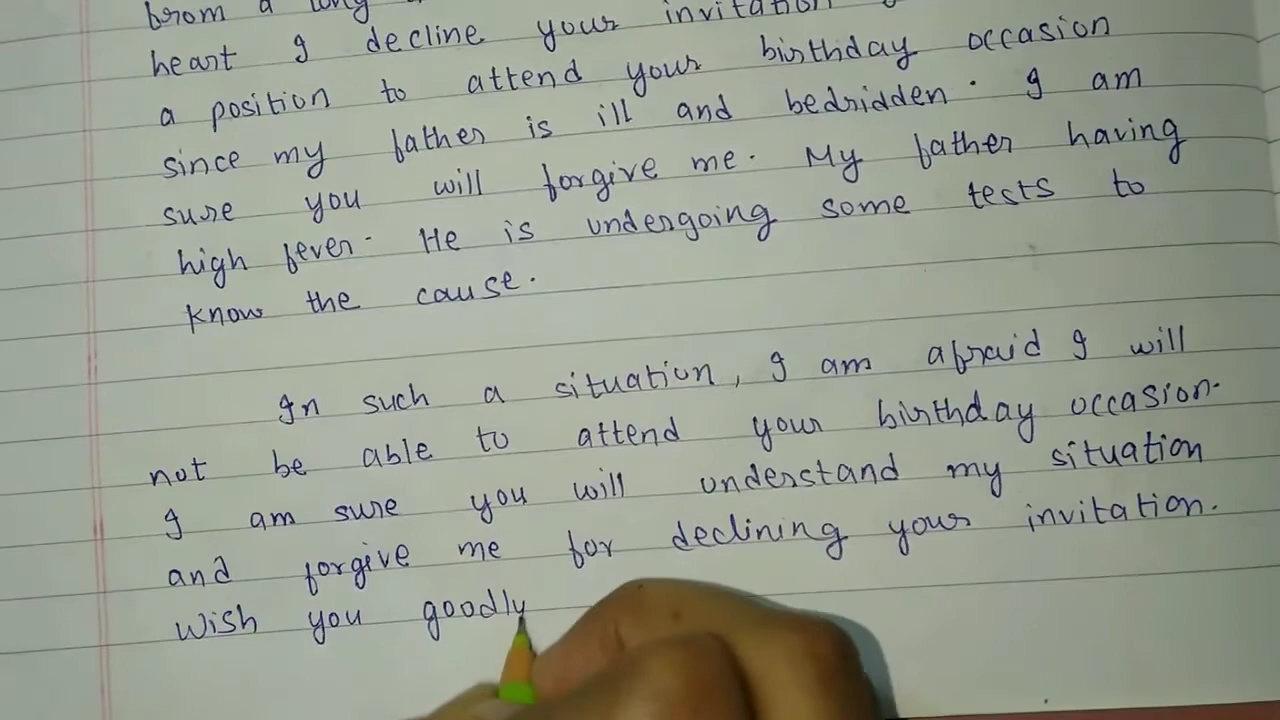 from a long
heart I decline your invitation
a position to attend your birthday occasion
since my father is ill and bedridden. I am
sure you will forgive me. My father having
high fever. He is undergoing some tests to
know the cause.
In such a situation, I am afraid I will
not be able to attend your birthday occasion.
I am sure you will understand my situation
and forgive me for declining your invitation.
Wish you goodly